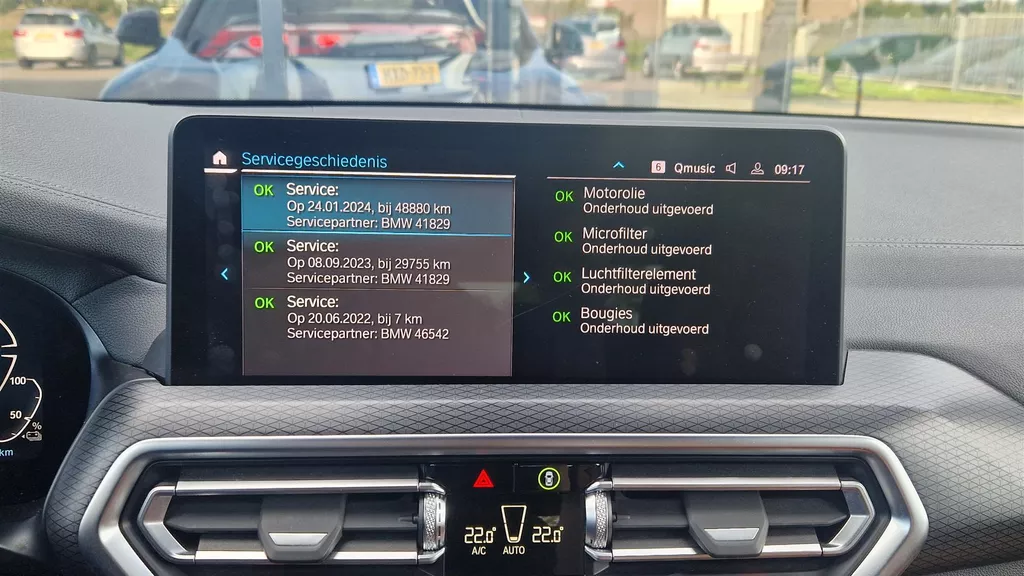 Servicegeschiedenis
6 Qmusic 09:17
OK Service:
Op 24.01.2024, bij 48880 km
Servicepartner: BMW 41829
OK Service:
Op 08.09.2023, bij 29755 km
Servicepartner: BMW 41829
OK Service:
Op 20.06.2022, bij 7 km
Servicepartner: BMW 46542
OK Motorolie
Onderhoud uitgevoerd
OK Microfilter
Onderhoud uitgevoerd
OK Luchtfilterelement
Onderhoud uitgevoerd
OK Bougies
Onderhoud uitgevoerd
100
50
%
km
22.0° 22.0°
A/C AUTO